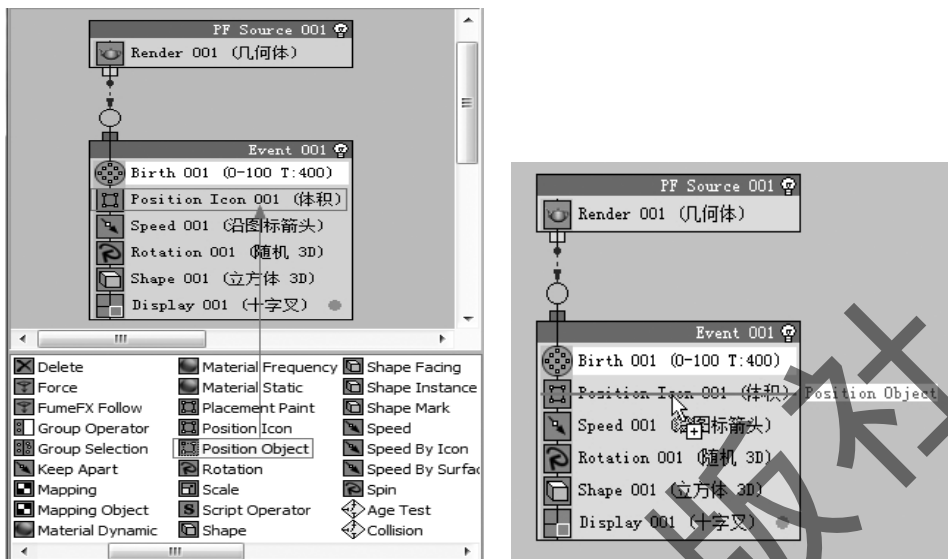 PF Source 001
Render 001 (几何体)
Event 001
Birth 001 (0-100 T:400)
Position Icon 001 (体积)
Speed 001 (沿图标箭头)
Rotation 001 (随机 3D)
Shape 001 (立方体 3D)
Display 001 (十字叉)
Delete
Force
FumeFX Follow
Group Operator
Group Selection
Keep Apart
Mapping
Mapping Object
Material Dynamic
Material Frequency
Material Static
Placement Paint
Position Icon
Position Object
Rotation
Scale
Script Operator
Shape
Shape Facing
Shape Instance
Shape Mark
Speed
Speed By Icon
Speed By Surfac
Spin
Age Test
Collision
PF Source 001
Render 001 (几何体)
Event 001
Birth 001 (0-100 T:400)
Position Icon 001 (体积)
Position Object
Speed 001 (沿图标箭头)
Rotation 001 (随机 3D)
Shape 001 (立方体 3D)
Display 001 (十字叉)
版社